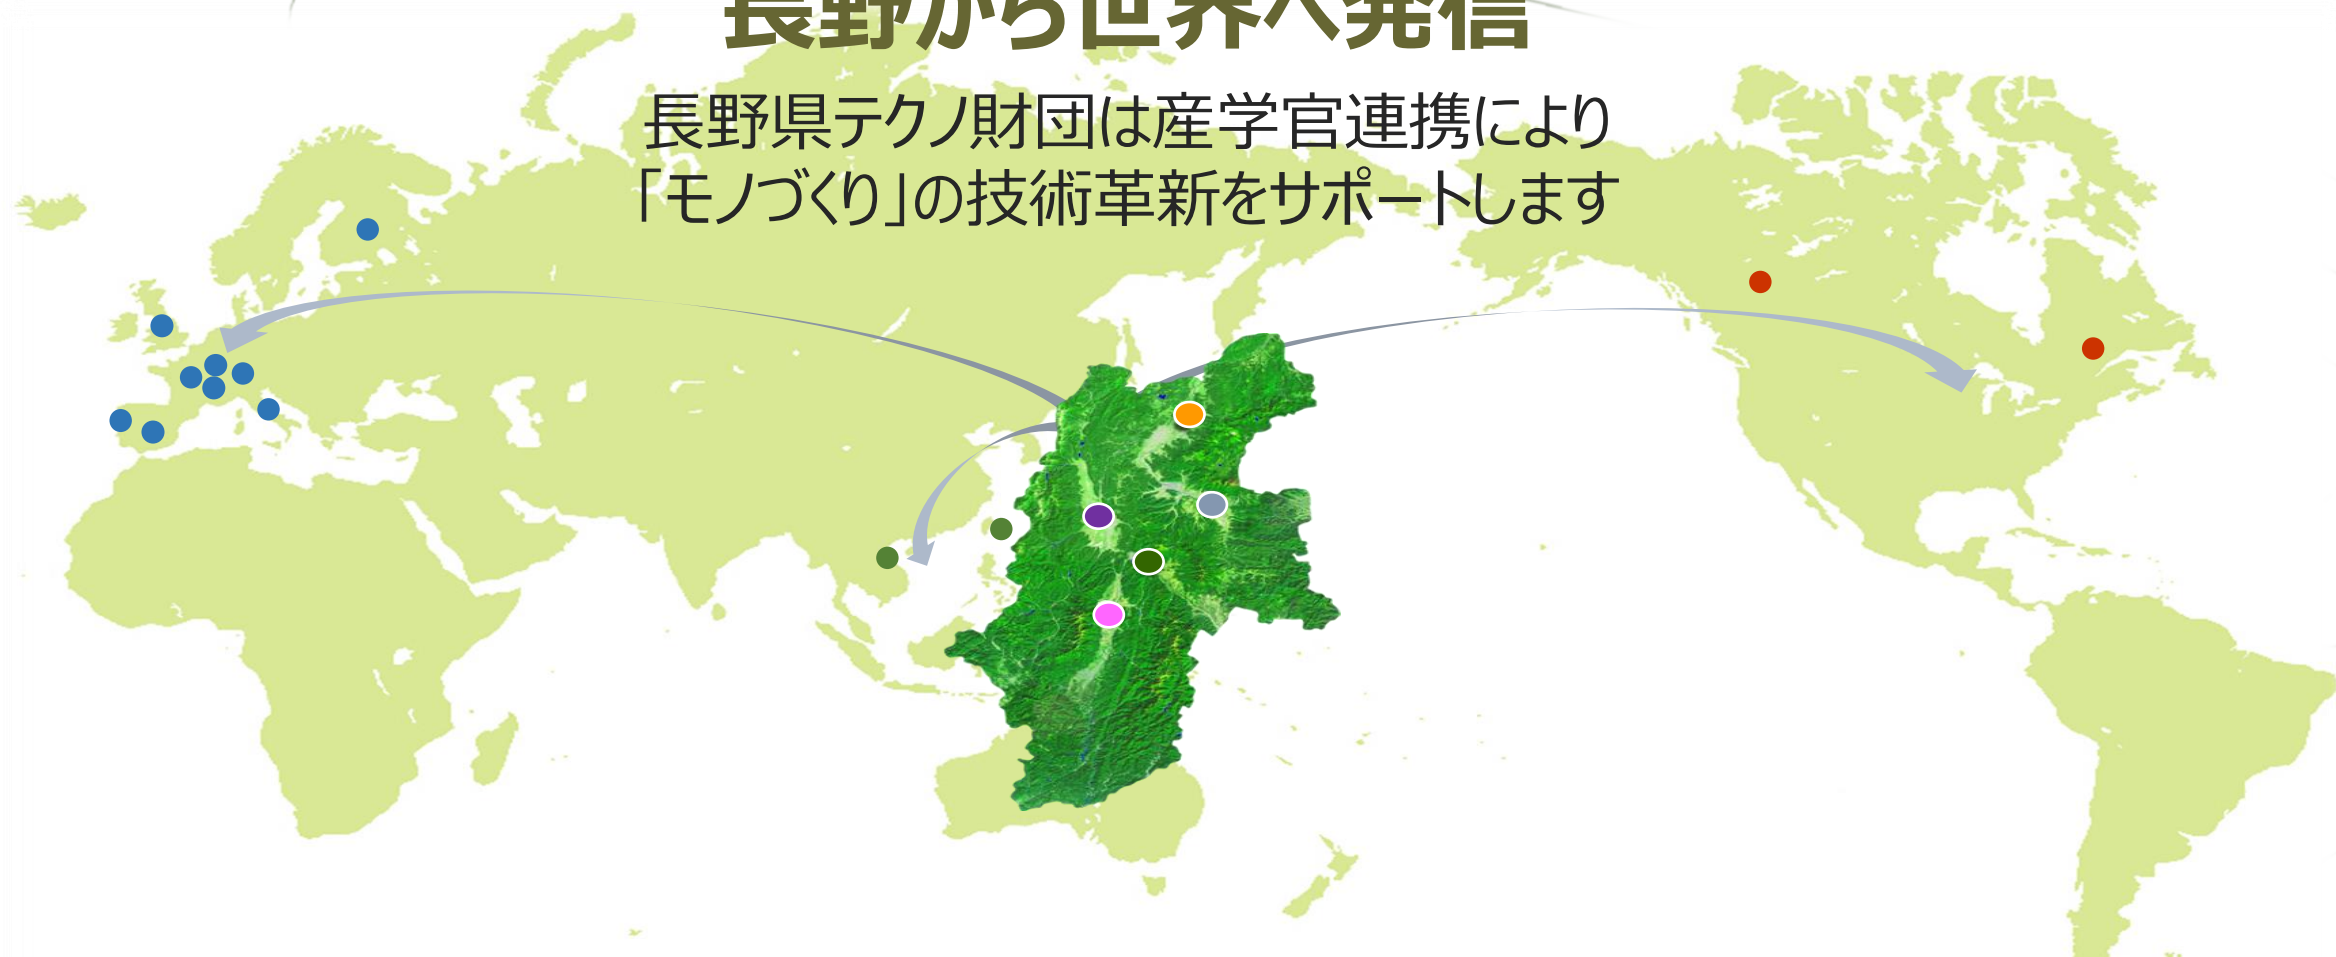 長野から世界へ発信
長野県テクノ財団は産学官連携により
「モノづくり」の技術革新をサポートします